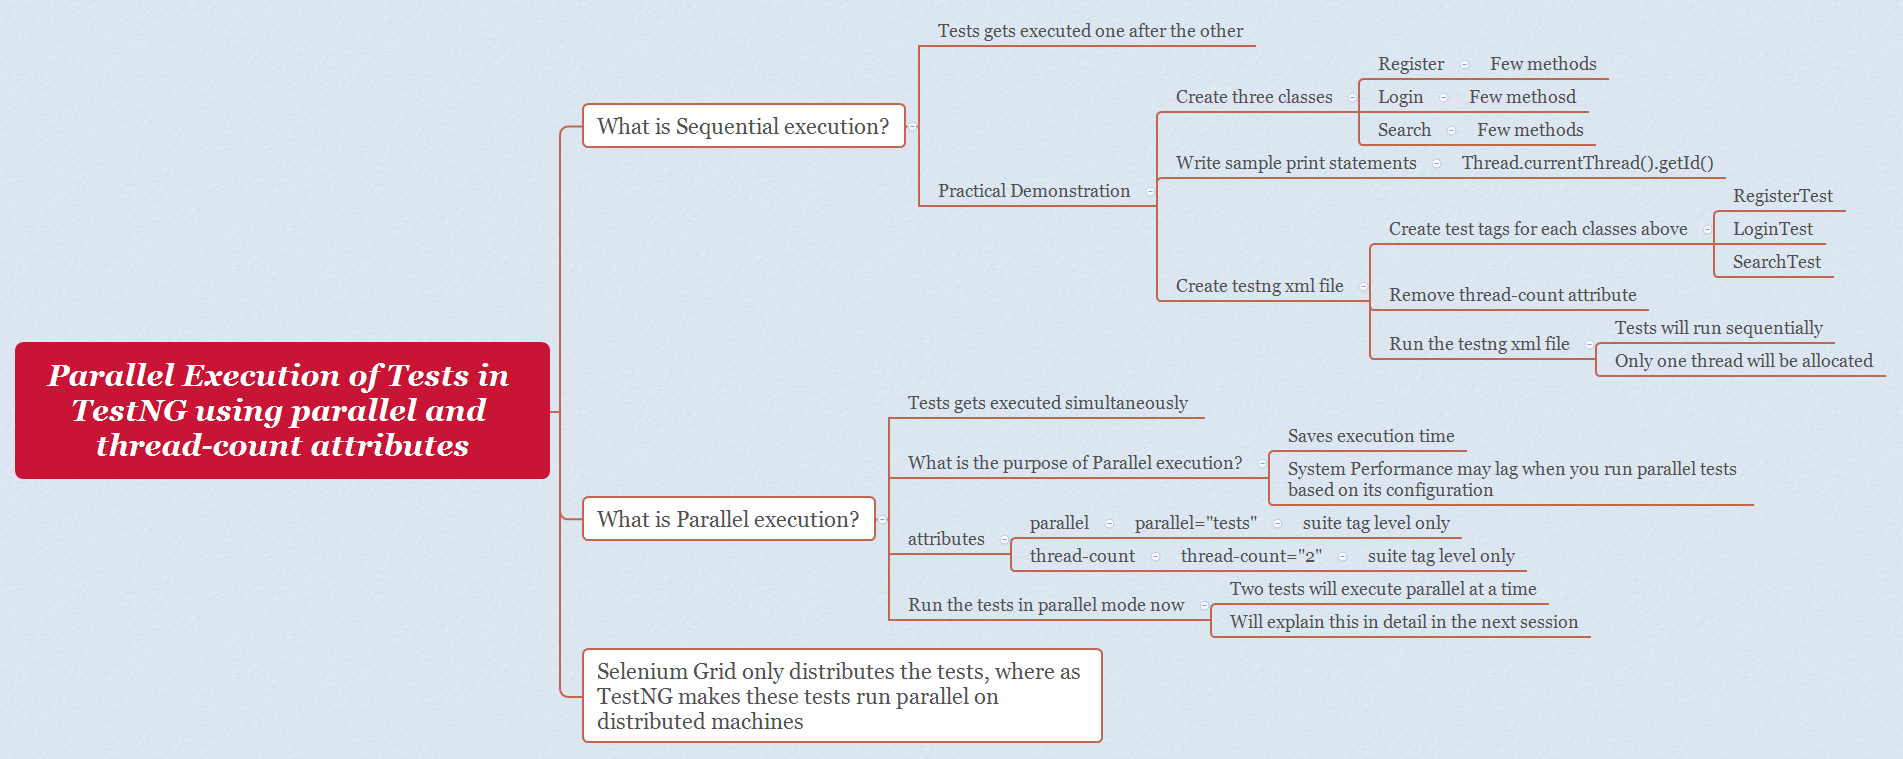 Parallel Execution of Tests in
TestNG using parallel and
thread-count attributes
What is Sequential execution?
Tests gets executed one after the other
Practical Demonstration
Create three classes
Register
Few methods
Login
Few methosd
Search
Few methods
Write sample print statements
Thread.currentThread().getId()
Create testng xml file
Create test tags for each classes above
RegisterTest
LoginTest
SearchTest
Remove thread-count attribute
Run the testng xml file
Tests will run sequentially
Only one thread will be allocated
What is Parallel execution?
Tests gets executed simultaneously
What is the purpose of Parallel execution?
Saves execution time
System Performance may lag when you run parallel tests
based on its configuration
attributes
parallel
parallel="tests"
suite tag level only
thread-count
thread-count="2"
suite tag level only
Run the tests in parallel mode now
Two tests will execute parallel at a time
Will explain this in detail in the next session
Selenium Grid only distributes the tests, where as
TestNG makes these tests run parallel on
distributed machines